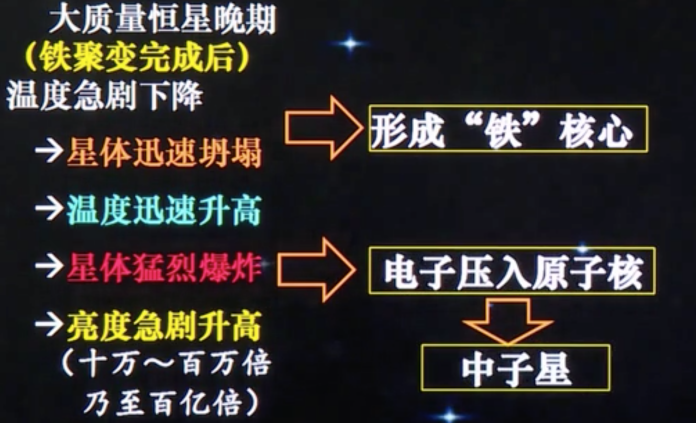 大质量恒星晚期
（铁聚变完成后）
温度急剧下降
→星体迅速坍塌
→温度迅速升高
→星体猛烈爆炸
→亮度急剧升高
（十万～百万倍
乃至百亿倍）
形成“铁”核心
电子压入原子核
中子星